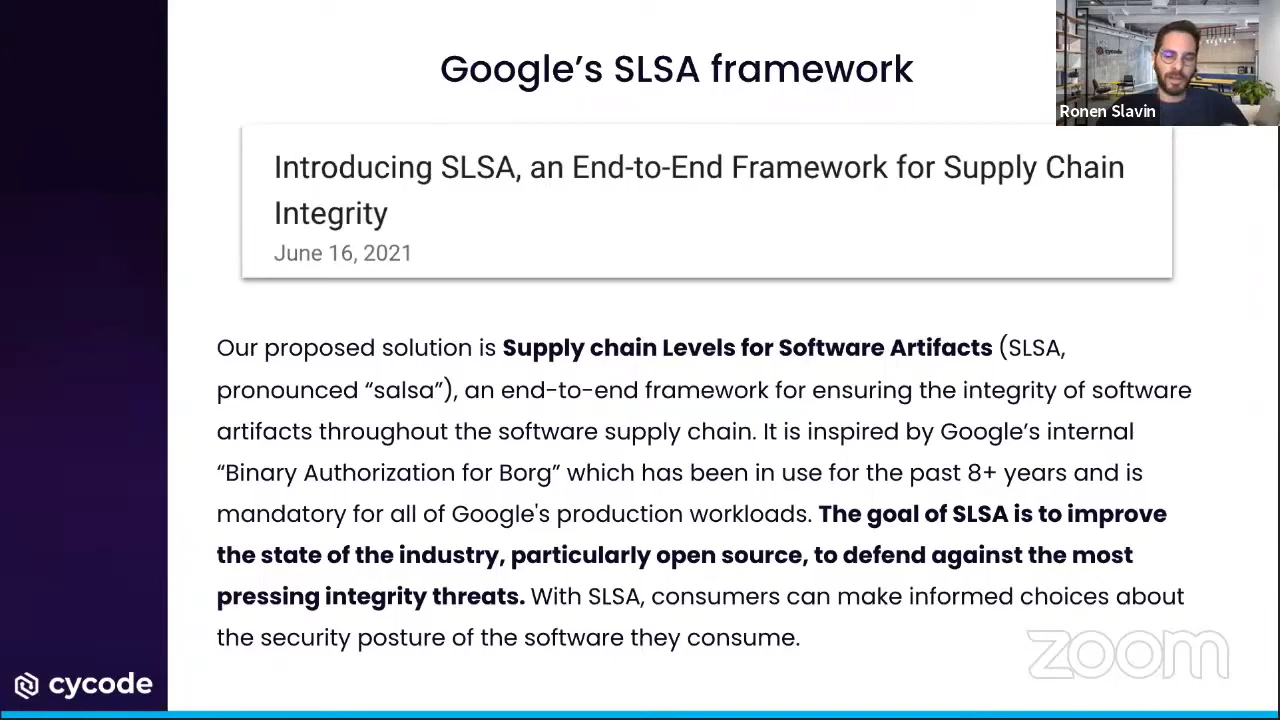 Google’s SLSA framework
cycode
Ronen Slavin
Introducing SLSA, an End-to-End Framework for Supply Chain
Integrity
June 16, 2021
Our proposed solution is Supply chain Levels for Software Artifacts (SLSA,
pronounced “salsa”), an end-to-end framework for ensuring the integrity of software
artifacts throughout the software supply chain. It is inspired by Google’s internal
“Binary Authorization for Borg” which has been in use for the past 8+ years and is
mandatory for all of Google's production workloads. The goal of SLSA is to improve
the state of the industry, particularly open source, to defend against the most
pressing integrity threats. With SLSA, consumers can make informed choices about
the security posture of the software they consume.
zoom
cycode